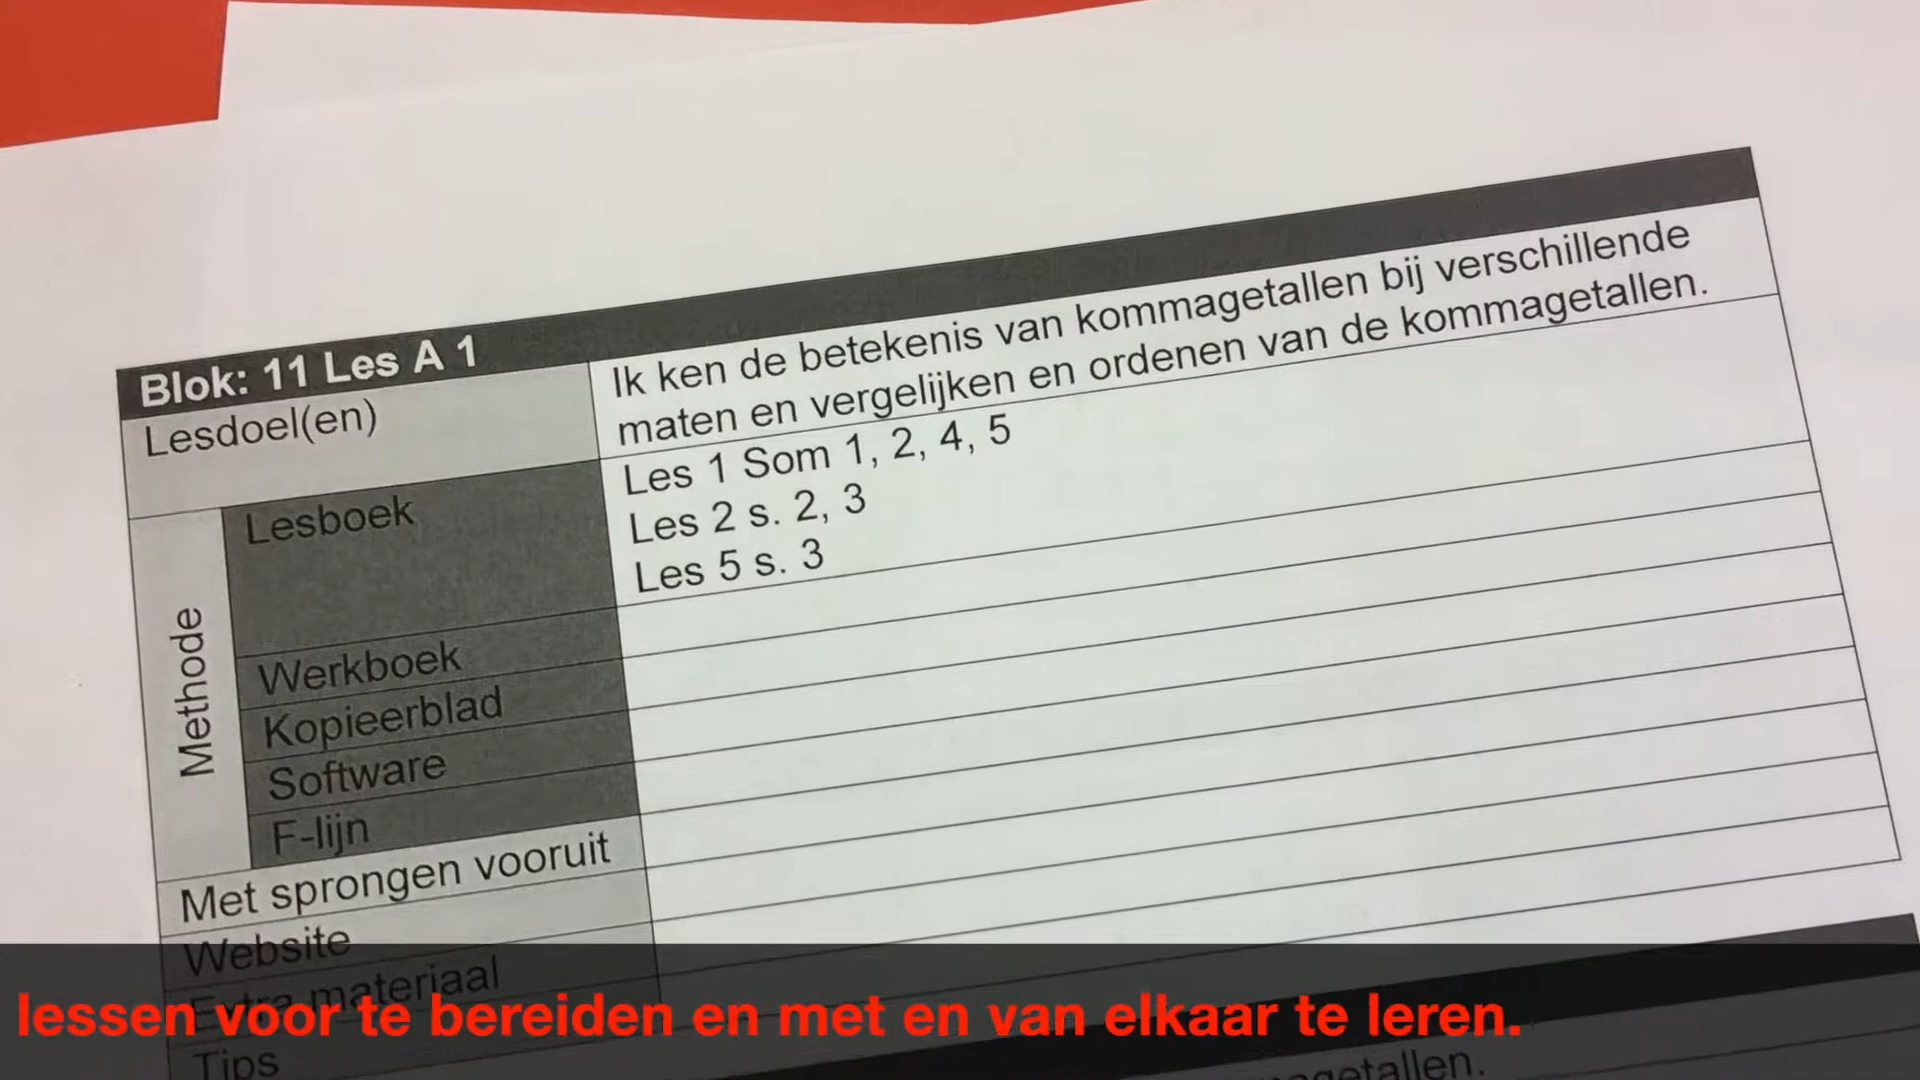 Blok: 11 Les A 1
Lesdoel(en)
Ik ken de betekenis van kommagetallen bij verschillende
maten en vergelijken en ordenen van de kommagetallen.
Methode
Lesboek
Les 1 Som 1, 2, 4, 5
Les 2 s. 2, 3
Les 5 s. 3
Werkboek
Kopieerblad
Software
F-lijn
Met sprongen vooruit
Website
Extra materiaal
Tips
lessen voor te bereiden en met en van elkaar te leren.